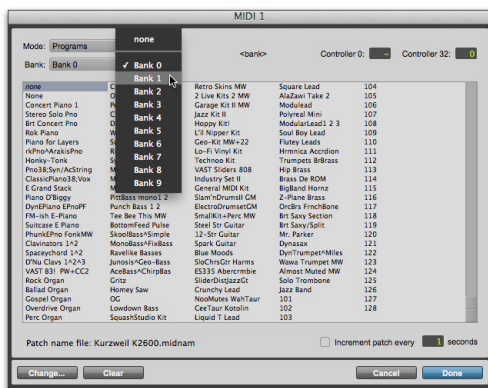 MIDI 1
none
Mode: Programs
<bank>
Controller 0: -
Controller 32: 0
Bank: Bank 0
✓ Bank 0
Bank 1
Bank 2
Bank 3
Bank 4
Bank 5
Bank 6
Bank 7
Bank 8
Bank 9
none
None
Concert Piano 1
Stereo Solo Pno
Brt Concert Pno
Rok Piano
Piano for Layers
rkPno^ArakisPno
Honky-Tonk
Pno38;Syn/AcString
ClassicPiano38;Vox
E Grand Stack
Piano D'Biggy
DynEPiano EPnoPF
FM-ish E-Piano
Suitcase E Piano
PhunkEPno FonkMW
Clavinators 1^2
Spaceychord 1^2
D'Nu Clavs 1^2^3
VAST B3! PW+CC2
Rock Organ
Ballad Organ
Gospel Organ
Overdrive Organ
Perc Organ
PitBass mono1 2
Punch Bass 1 2
Tee Bee This MW
BottomFeed Pulse
SkoolBass^Simple
MonoBass^FixBass
Ravelike Basses
Junosis^Geo-Bass
AceBass^ChirpBas
Gritz
Homey Saw
OG
Lowdown Bass
SquashStudio Kit
Retro Skins MW
2 Live Kits 2 MW
Garage Kit II MW
Jazz Kit II
Hoppy Kit!
L'il Nipper Kit
Geo-Kit MW+22
Lo-Fi Vinyl Kit
Technoo Kit
VAST Sliders 808
Industry Set II
General MIDI Kit
Slam'nDrumsII GM
ElectroDrumsetGM
SmallKit+Perc MW
Steel Str Guitar
12-Str Guitar
Spark Guitar
Blue Moods
SloChrsGtr Harms
ES335 Abercrmbie
SliderDistJazzGt
Crunchy Lead
NooMutes WahTaur
CeeTaur Kotolin
Liquid T Lead
Square Lead
AlaZawi Take 2
Modulead
Polyreal Mini
ModularLead1 2 3
Soul Boy Lead
Flutey Leads
Hrmnica Accrdion
Trumpets BrBrass
Hip Brass
Brass De ROM
BigBand Hornz
Z-Plane Brass
OrcBrs FrnchBone
Brt Saxy Section
Brt Saxy/Split
Mr. Parker
Dynasax
DynTrumpet^Miles
Wawa Trumpet MW
Almost Muted MW
Solo Trombone
Jazz Band
101
102
103
104
105
106
107
108
109
110
111
112
113
114
115
116
117
118
119
120
121
122
123
124
125
126
127
128
Patch name file: Kurzweil K2600.midnam
Increment patch every 1 seconds
Change...
Clear
Cancel
Done